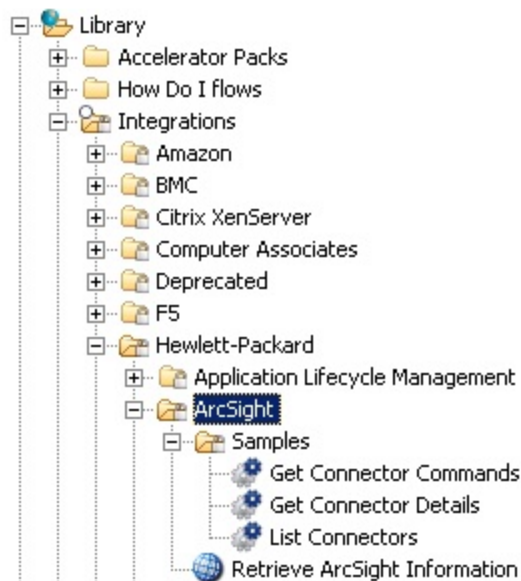 Library
Accelerator Packs
How Do I flows
Integrations
Amazon
BMC
Citrix XenServer
Computer Associates
Deprecated
F5
Hewlett-Packard
Application Lifecycle Management
ArcSight
Samples
Get Connector Commands
Get Connector Details
List Connectors
Retrieve ArcSight Information